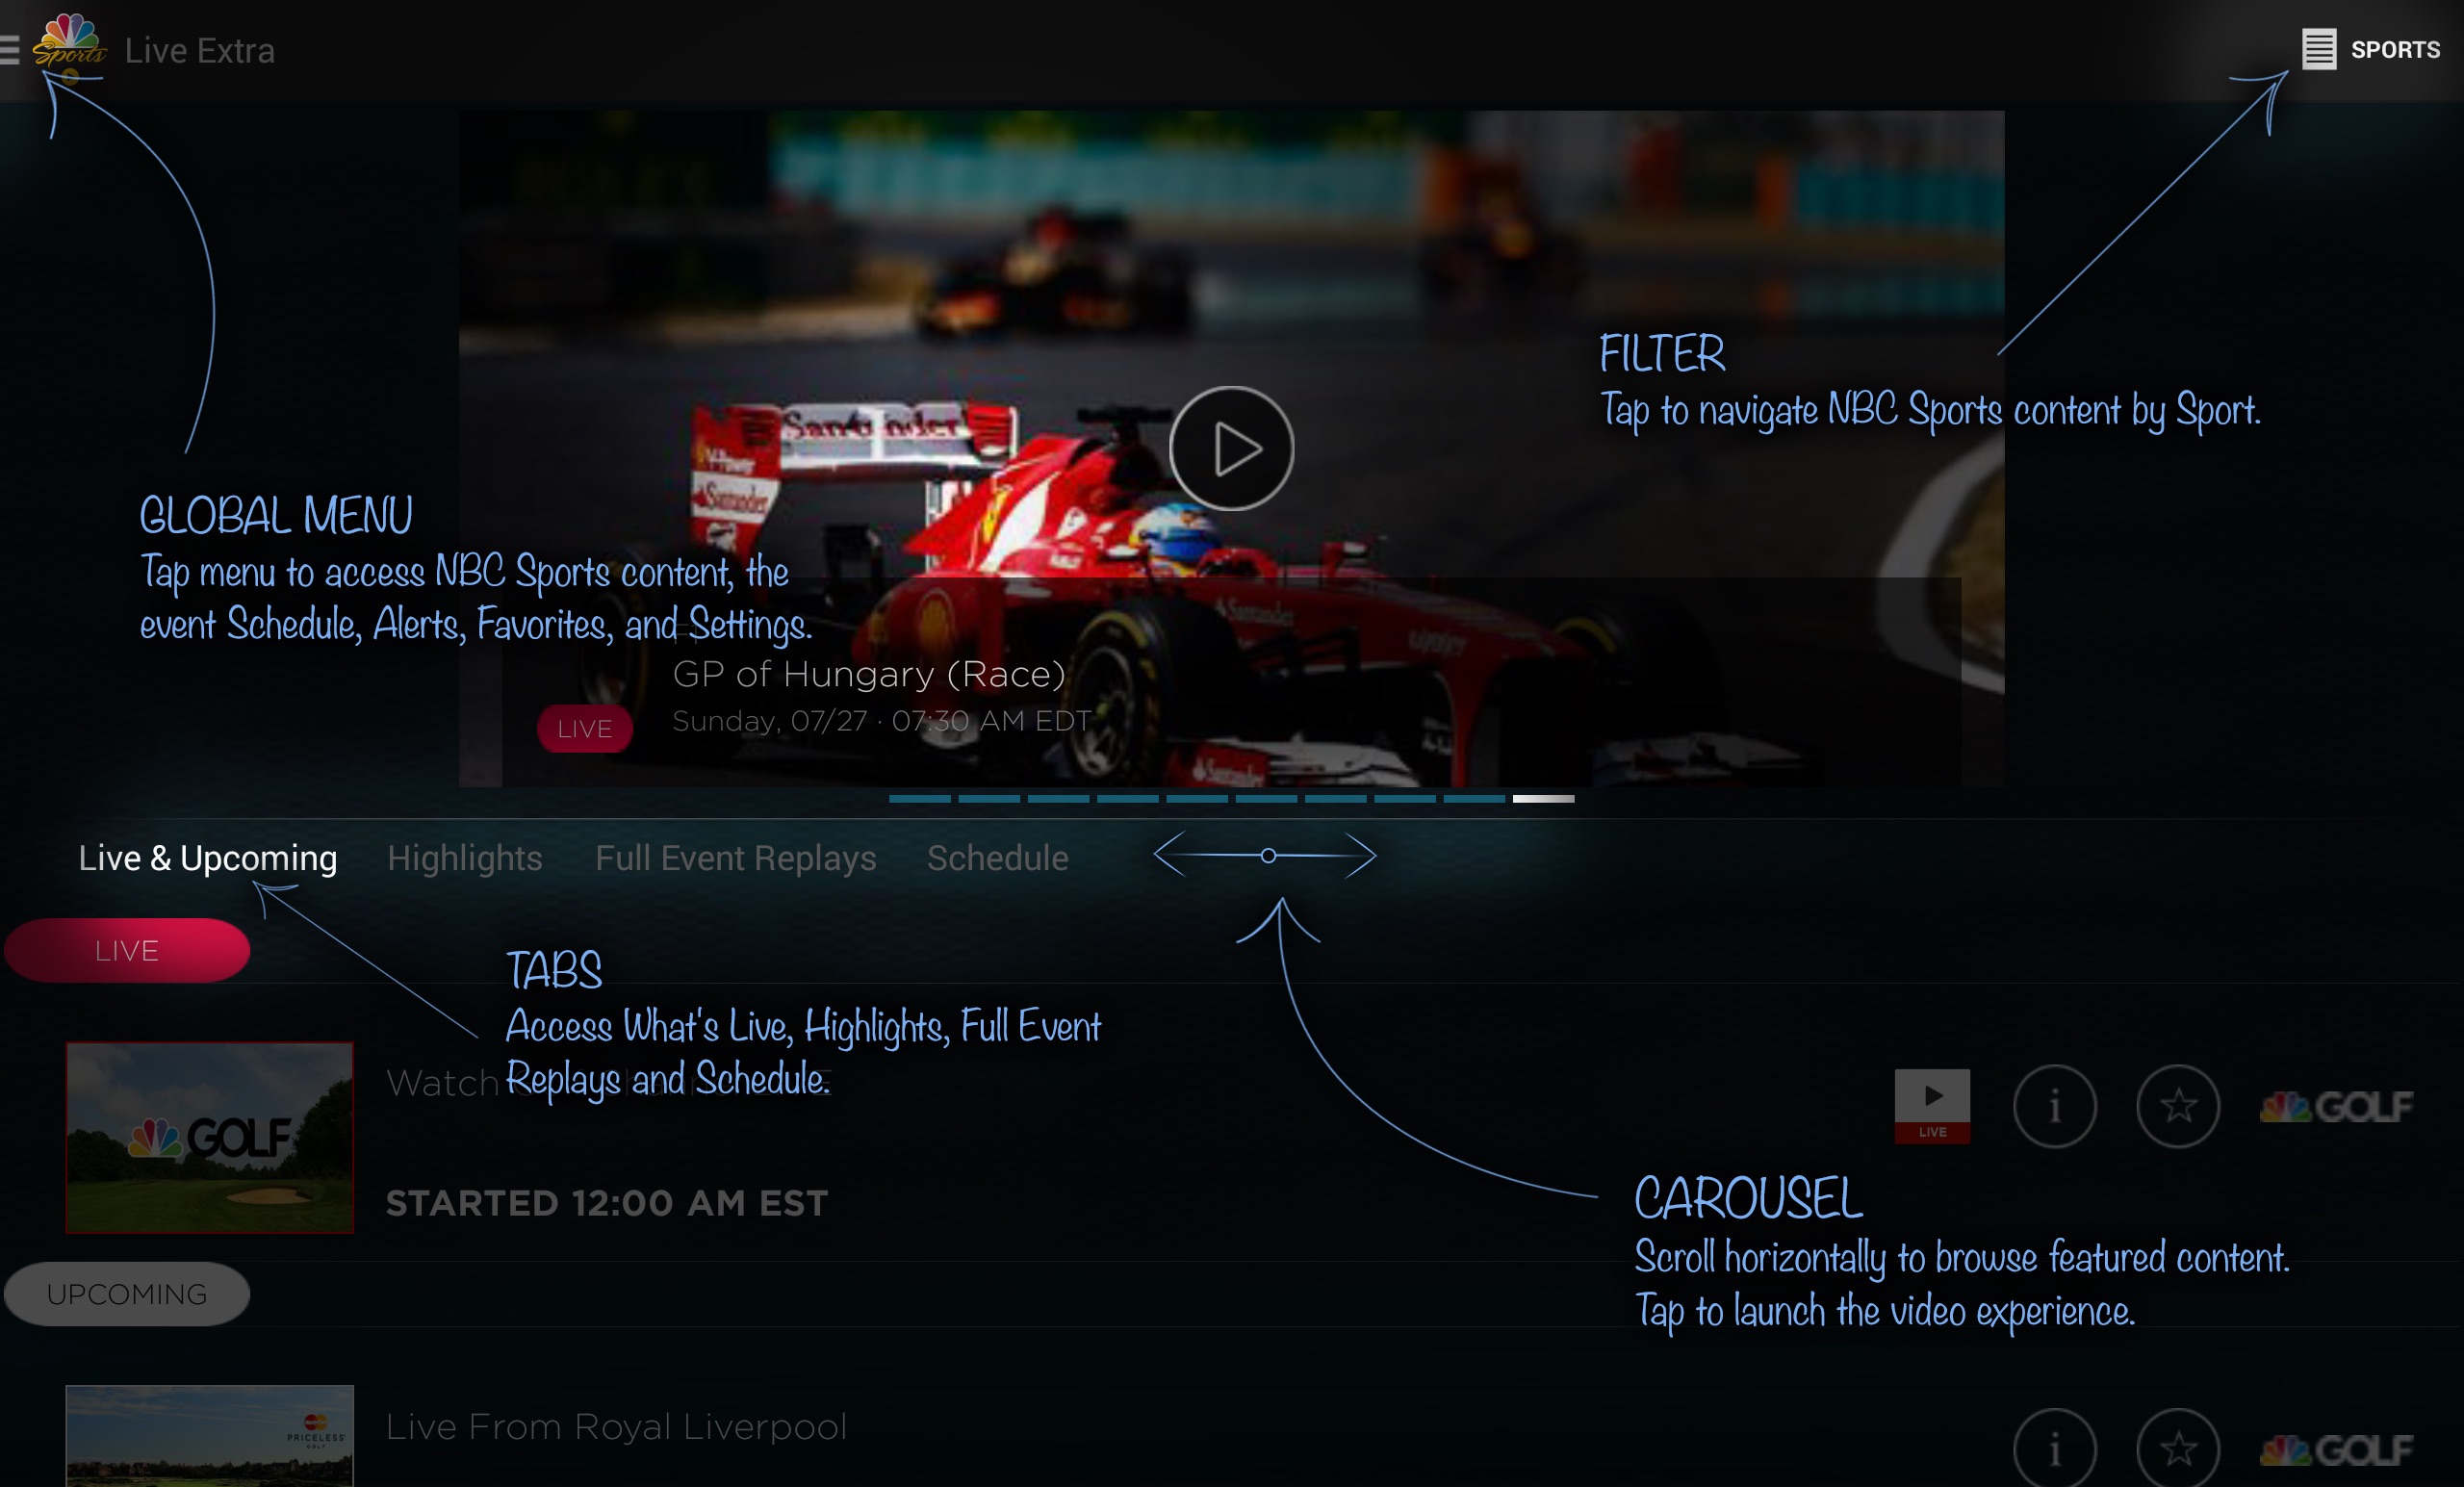 Sports
Live Extra
SPORTS
FILTER
Tap to navigate NBC Sports content by Sport.
Santander
Santander
GLOBAL MENU
Tap menu to access NBC Sports content, the
event Schedule, Alerts, Favorites, and Settings.
Santander
GP of Hungary (Race)
Sunday, 07/27 · 07:30 AM EDT
LIVE
Santander
Live & Upcoming
Highlights
Full Event Replays
Schedule
LIVE
TABS
Access What's Live, Highlights, Full Event
Replays and Schedule.
Watch
GOLF
LIVE
i
GOLF
STARTED 12:00 AM EST
CAROUSEL
Scroll horizontally to browse featured content.
Tap to launch the video experience.
UPCOMING
PRICELESS
GOLF
Live From Royal Liverpool
i
GOLF